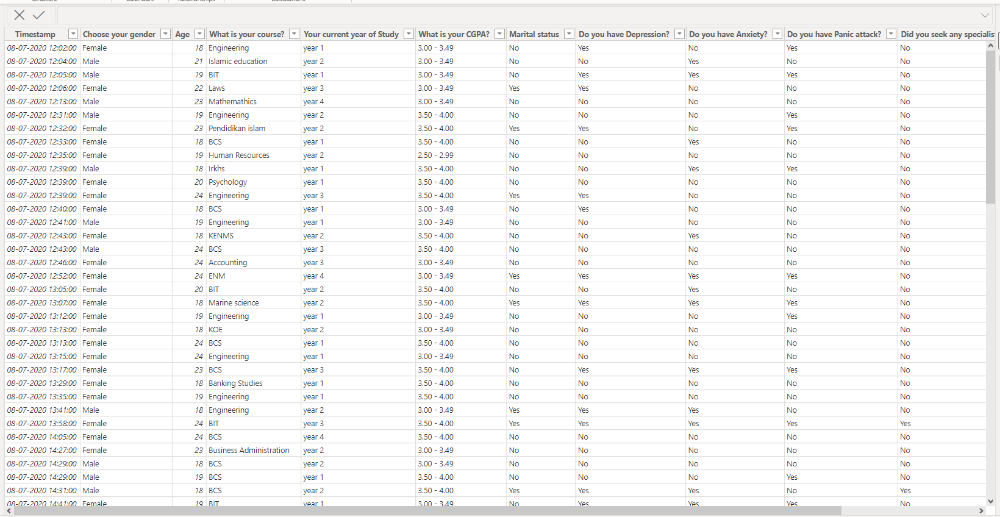 Structure Calendars Relationships Calculations
Timestamp Choose your gender Age What is your course? Your current year of Study What is your CGPA? Marital status Do you have Depression? Do you have Anxiety? Do you have Panic attack? Did you seek any specialist
08-07-2020 12:02:00 Female 18 Engineering year 1 3.00 - 3.49 No Yes No Yes No
08-07-2020 12:04:00 Male 21 Islamic education year 2 3.00 - 3.49 No No Yes No No
08-07-2020 12:05:00 Male 19 BIT year 1 3.00 - 3.49 No Yes Yes Yes No
08-07-2020 12:06:00 Female 22 Laws year 3 3.00 - 3.49 Yes Yes No No No
08-07-2020 12:13:00 Male 23 Mathemathics year 4 3.00 - 3.49 No No No No No
08-07-2020 12:31:00 Male 19 Engineering year 2 3.50 - 4.00 No No No Yes No
08-07-2020 12:32:00 Female 23 Pendidikan islam year 2 3.50 - 4.00 Yes Yes No Yes No
08-07-2020 12:33:00 Female 18 BCS year 1 3.50 - 4.00 No No Yes No No
08-07-2020 12:35:00 Female 19 Human Resources year 2 2.50 - 2.99 No No No No No
08-07-2020 12:39:00 Male 18 Irkhs year 1 3.50 - 4.00 No No Yes Yes No
08-07-2020 12:39:00 Female 20 Psychology year 1 3.50 - 4.00 No No No No No
08-07-2020 12:39:00 Female 24 Engineering year 3 3.50 - 4.00 Yes Yes No No No
08-07-2020 12:40:00 Female 18 BCS year 1 3.00 - 3.49 No Yes No No No
08-07-2020 12:41:00 Male 19 Engineering year 1 3.00 - 3.49 No No No No No
08-07-2020 12:43:00 Female 18 KENMS year 2 3.50 - 4.00 No No Yes No No
08-07-2020 12:43:00 Male 24 BCS year 3 3.50 - 4.00 No No No No No
08-07-2020 12:46:00 Female 24 Accounting year 3 3.00 - 3.49 No No No No No
08-07-2020 12:52:00 Female 24 ENM year 4 3.00 - 3.49 Yes Yes Yes Yes No
08-07-2020 13:05:00 Female 20 BIT year 2 3.50 - 4.00 No No Yes No No
08-07-2020 13:07:00 Female 18 Marine science year 2 3.50 - 4.00 Yes Yes Yes Yes No
08-07-2020 13:12:00 Female 19 Engineering year 1 3.00 - 3.49 No No No Yes No
08-07-2020 13:13:00 Female 18 KOE year 2 3.00 - 3.49 No No No No No
08-07-2020 13:13:00 Female 24 BCS year 1 3.50 - 4.00 No No No No No
08-07-2020 13:15:00 Female 24 Engineering year 1 3.00 - 3.49 No No No No No
08-07-2020 13:17:00 Female 23 BCS year 3 3.50 - 4.00 No Yes Yes Yes No
08-07-2020 13:29:00 Female 18 Banking Studies year 1 3.50 - 4.00 No No No No No
08-07-2020 13:35:00 Female 19 Engineering year 1 3.50 - 4.00 No No No No No
08-07-2020 13:41:00 Male 18 Engineering year 2 3.00 - 3.49 Yes Yes Yes No No
08-07-2020 13:58:00 Female 24 BIT year 3 3.50 - 4.00 Yes Yes Yes Yes Yes
08-07-2020 14:05:00 Female 24 BCS year 4 3.50 - 4.00 No No No No No
08-07-2020 14:27:00 Female 23 Business Administration year 2 3.00 - 3.49 No No No No No
08-07-2020 14:29:00 Male 18 BCS year 2 3.00 - 3.49 No No No No No
08-07-2020 14:29:00 Male 19 BCS year 1 3.50 - 4.00 No No No Yes No
08-07-2020 14:31:00 Male 18 BCS year 2 3.50 - 4.00 Yes Yes Yes No Yes
08-07-2020 14:41:00 Female 19 BIT year 1 3.00 - 3.49 No Yes Yes Yes No